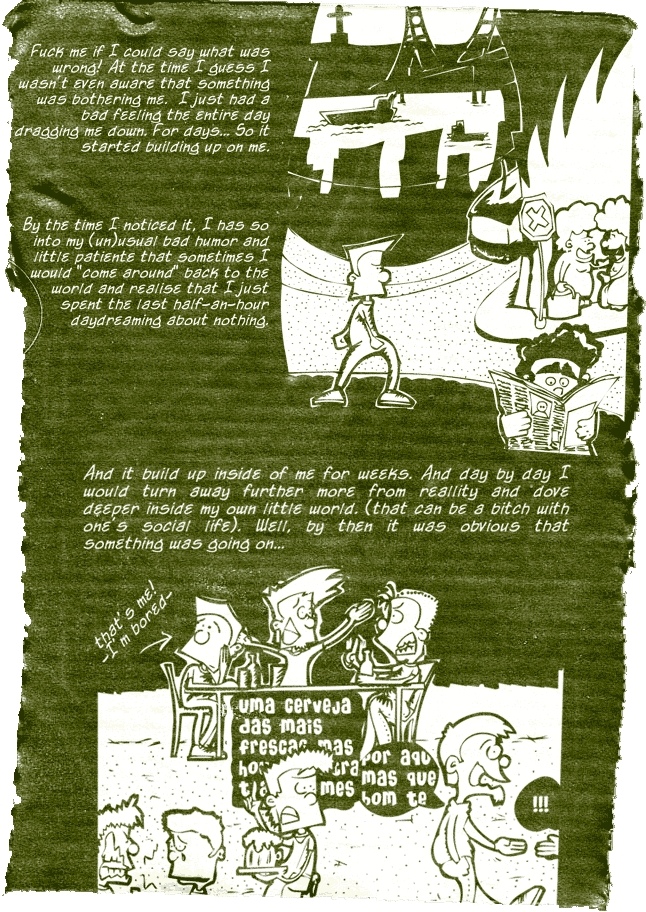 Fuck me if I could say what was
wrong! At the time I guess I
wasn't even aware that something
was bothering me. I just had a
bad feeling the entire day
dragging me down. For days... So it
started building up on me.
By the time I noticed it, I has so
into my (un)usual bad humor and
little patiente that sometimes I
would "come around" back to the
world and realise that I just
spent the last half-an-hour
daydreaming about nothing.
And it build up inside of me for weeks. And day by day I
would turn away further more from reallity and dove
deeper inside my own little world. (that can be a bitch with
one's social life). Well, by then it was obvious that
something was going on...
that's me!
-I'm bored-
uma cerveja
das mais
frescas mas
por aqu
mas que
hom te
!!!